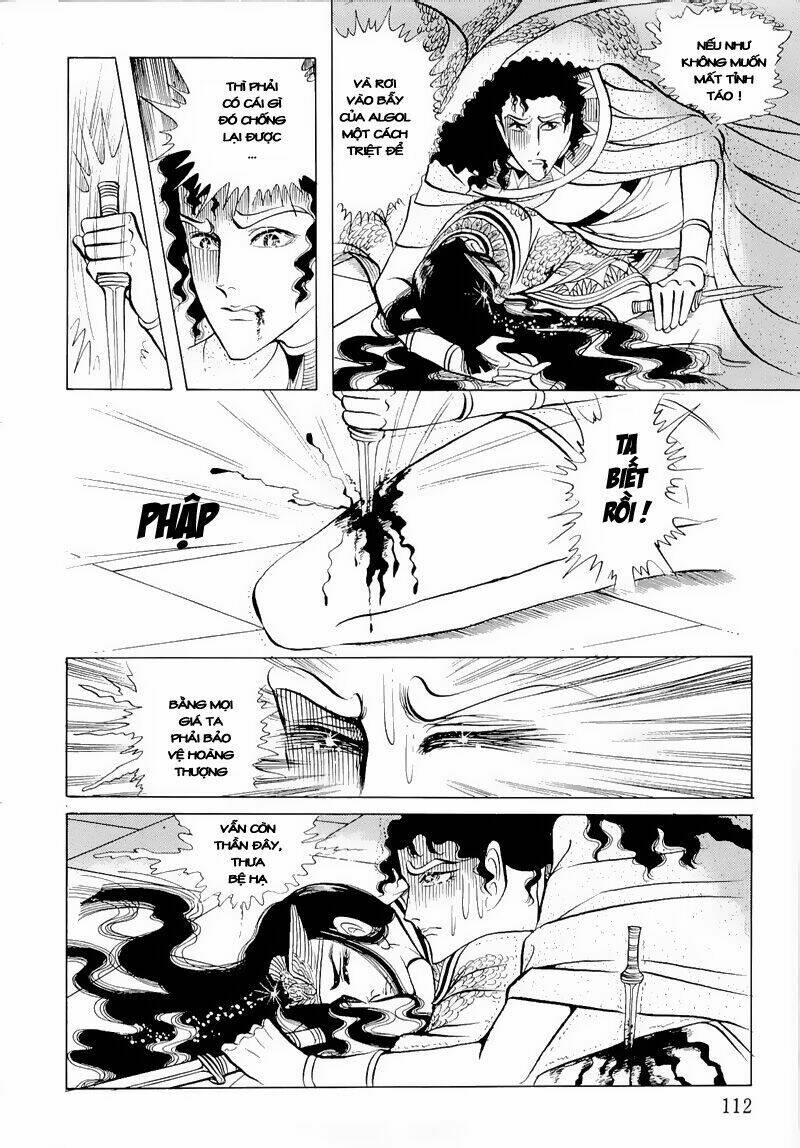 NẾU NHƯ
KHÔNG MUỐN
MẤT TỈNH
TÁO !
VÀ RƠI
VÀO BẪY
CỦA ALGOL
MỘT CÁCH
TRIỆT ĐỂ
THÌ PHẢI
CÓ CÁI GÌ
ĐÓ CHỐNG
LẠI ĐƯỢC
...
TA
BIẾT
RỒI !
PHẬP
BẰNG MỌI
GIÁ TA
PHẢI BẢO
VỆ HOÀNG
THƯỢNG
VẪN CÒN
THẦN ĐÂY,
THƯA
BỆ HẠ
112